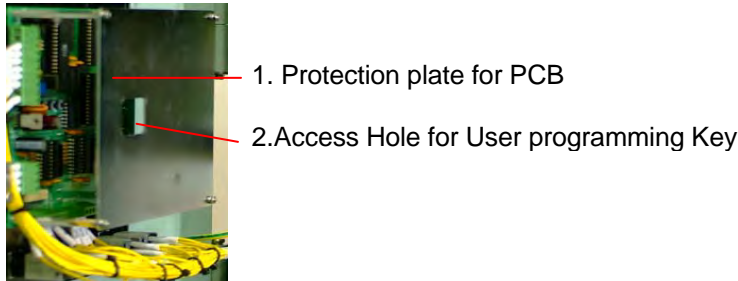 1. Protection plate for PCB
2.Access Hole for User programming Key